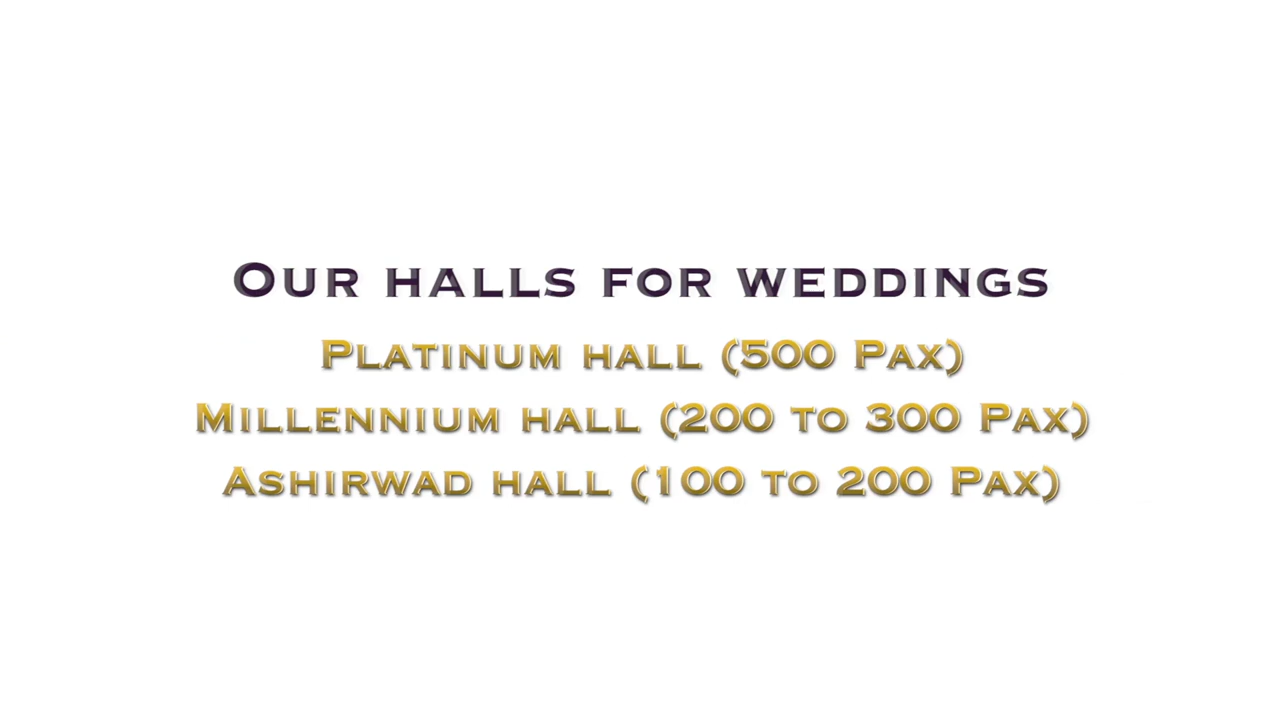 Our halls for weddings
Platinum hall (500 Pax)
Millennium hall (200 to 300 Pax)
Ashirwad hall (100 to 200 Pax)